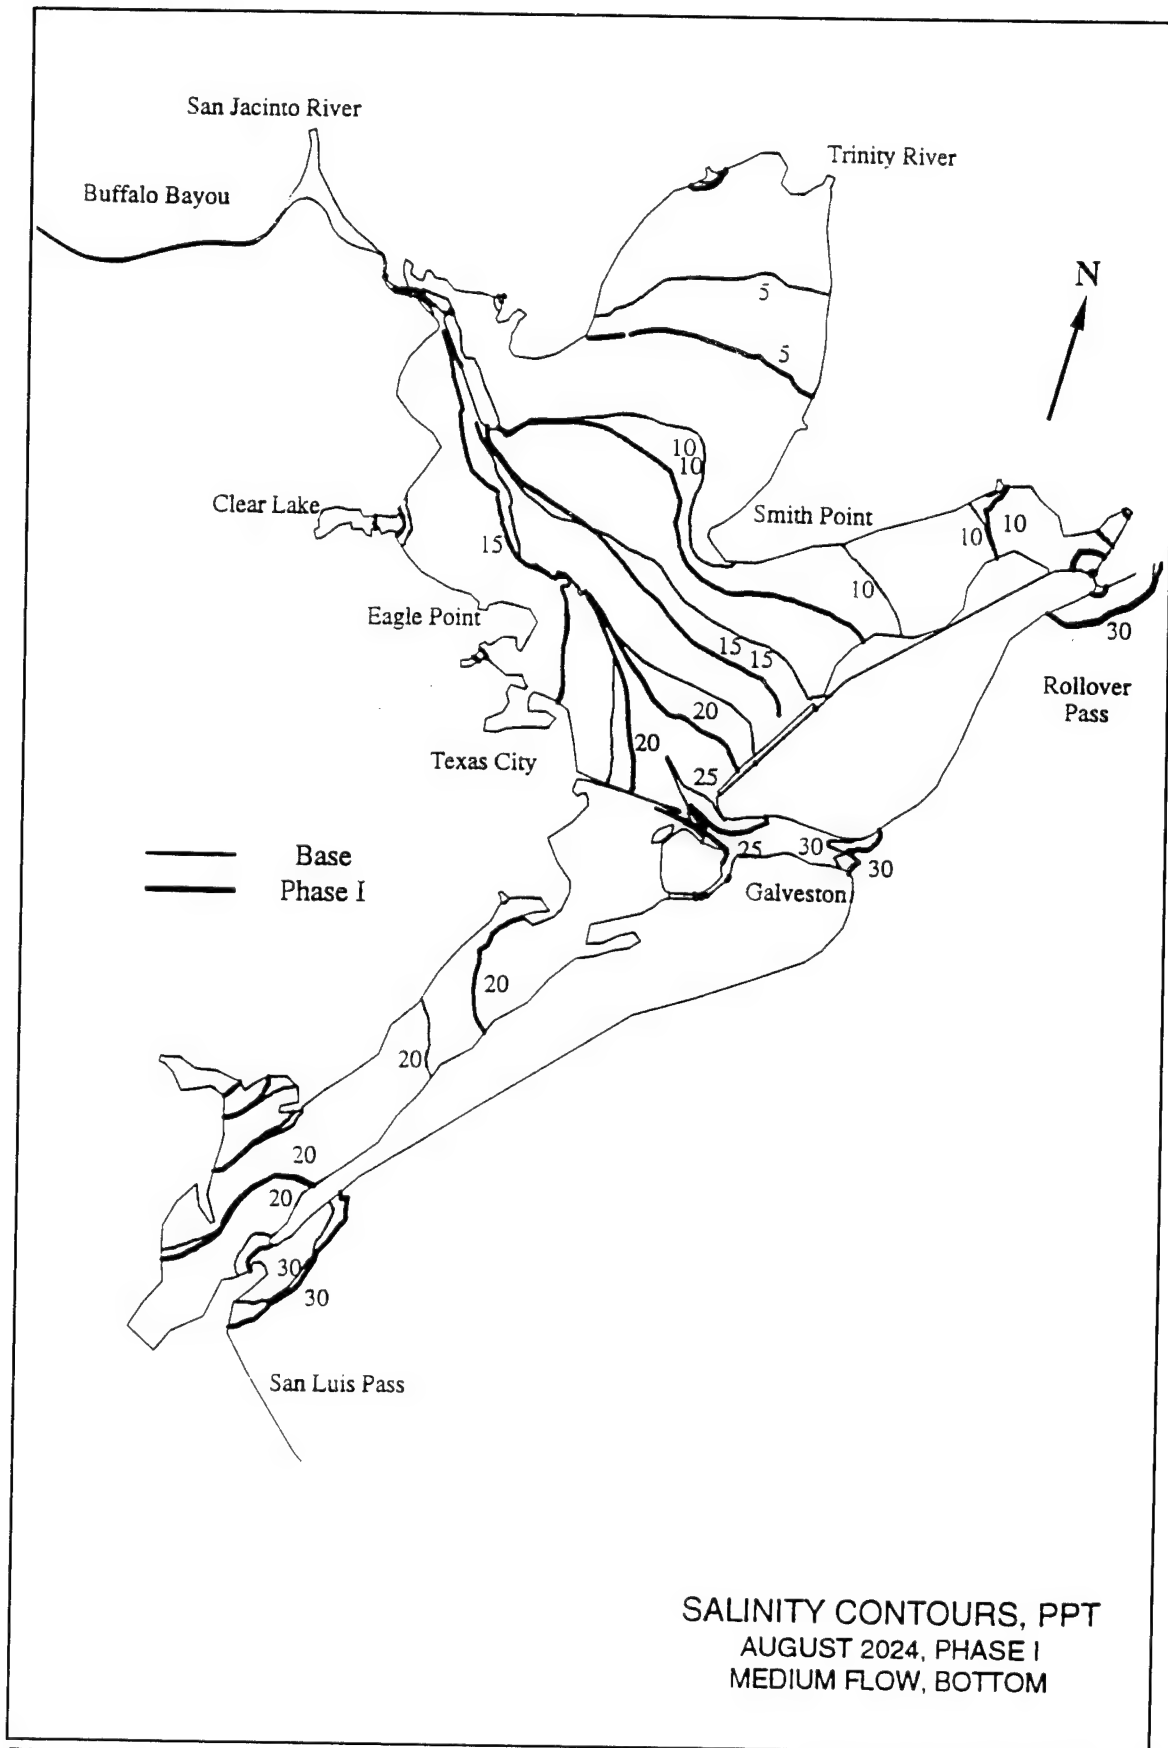 San Jacinto River
Trinity River
Buffalo Bayou
N
5
5
10
10
Clear Lake
Smith Point
10
10
15
10
Eagle Point
30
15
15
Rollover
Pass
20
20
Texas City
25
Base
25
30
30
Phase I
Galveston
20
20
20
20
30
30
San Luis Pass
SALINITY CONTOURS, PPT
AUGUST 2024, PHASE I
MEDIUM FLOW, BOTTOM